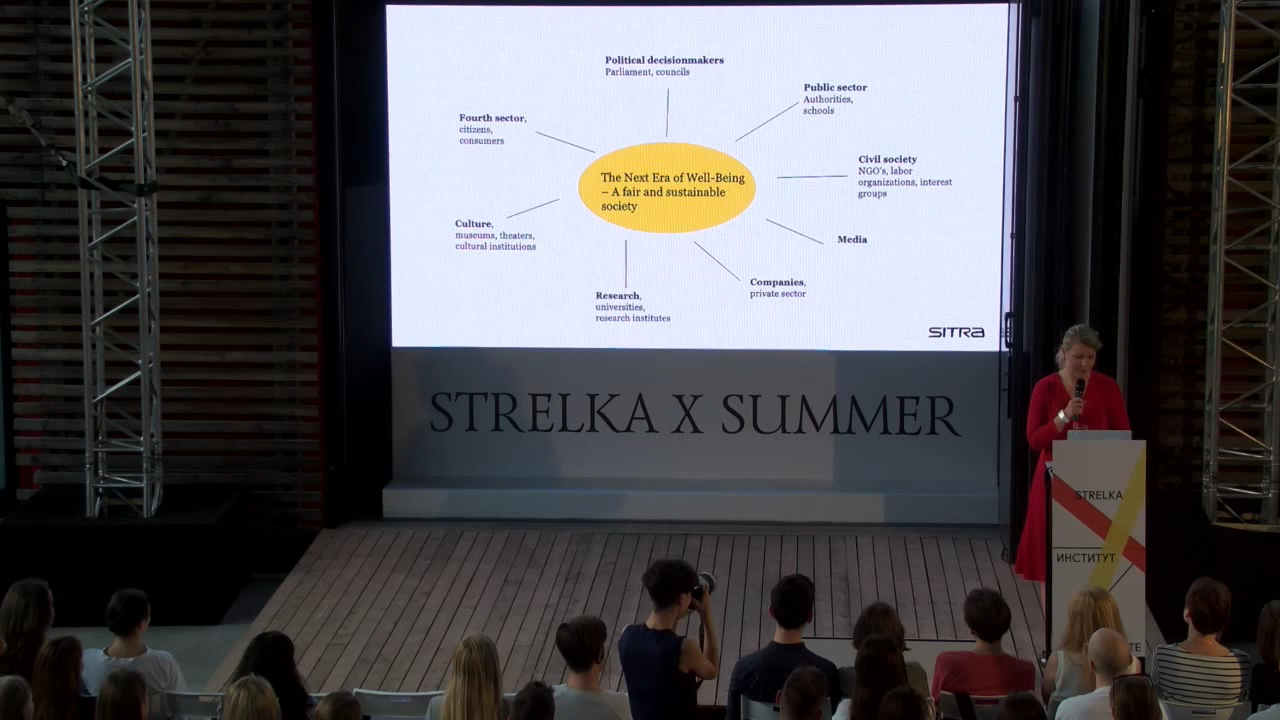 Political decisionmakers
Parliament, councils
Public sector
Authorities,
schools
Fourth sector,
citizens,
consumers
Civil society
NGO's, labor
organizations, interest
groups
The Next Era of Well-Being
– A fair and sustainable
society
Culture,
museums, theaters,
cultural institutions
Media
Companies,
private sector
Research,
universities,
research institutes
SITRA
STRELKA X SUMMER
STRELKA
ИНСТИТУТ